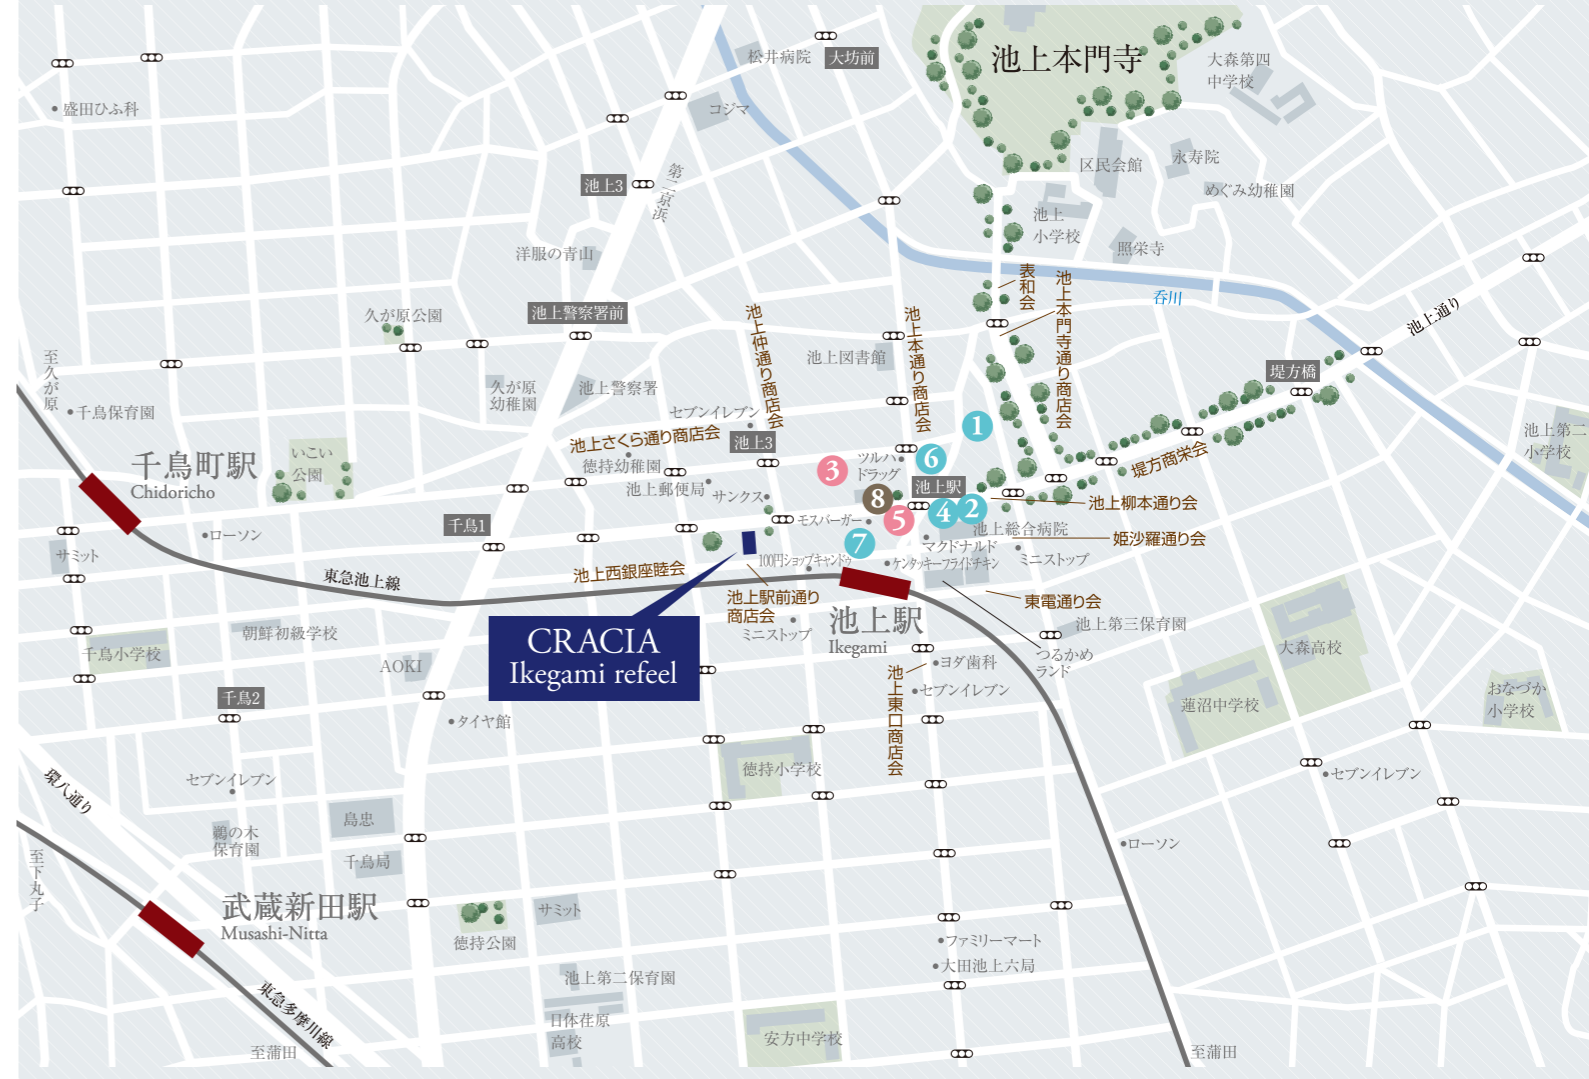 松井病院
大坊前
池上本門寺
大森第四
中学校
盛田ひふ科
コジマ
区民会館
永寿院
めぐみ幼稚園
池上3
第二京浜
池上
小学校
照栄寺
洋服の青山
表和会
池上本門寺通り商店会
呑川
池上通り
久が原公園
池上警察署前
池上仲通り商店会
池上本通り商店会
池上図書館
至久が原
堤方橋
千鳥保育園
久が原
幼稚園
池上警察署
セブンイレブン
池上さくら通り商店会
池上3
1
池上第二
小学校
千鳥町駅
Chidoricho
いこい
公園
徳持幼稚園
池上郵便局
サンクス
ツルハ
ドラッグ
3
6
池上駅
8
堤方商栄会
池上柳本通り会
千鳥1
モスバーガー
5
4
2
池上総合病院
姫沙羅通り会
ローソン
サミット
7
マクドナルド
ミニストップ
100円ショップキャンドゥ
ケンタッキーフライドチキン
東急池上線
池上西銀座睦会
池上駅前通り
商店会
東電通り会
CRACIA
Ikegami refeel
ミニストップ
池上駅
Ikegami
池上第三保育園
朝鮮初級学校
千鳥小学校
AOKI
つるかめ
ランド
大森高校
ヨダ歯科
池上東口商店会
セブンイレブン
千鳥2
タイヤ館
蓮沼中学校
おなづか
小学校
環八通り
セブンイレブン
徳持小学校
セブンイレブン
島忠
鵜の木
保育園
千鳥局
至下丸子
ローソン
武蔵新田駅
Musashi-Nitta
サミット
徳持公園
ファミリーマート
大田池上六局
池上第二保育園
東急多摩川線
日体荏原
高校
安方中学校
至蒲田
至蒲田